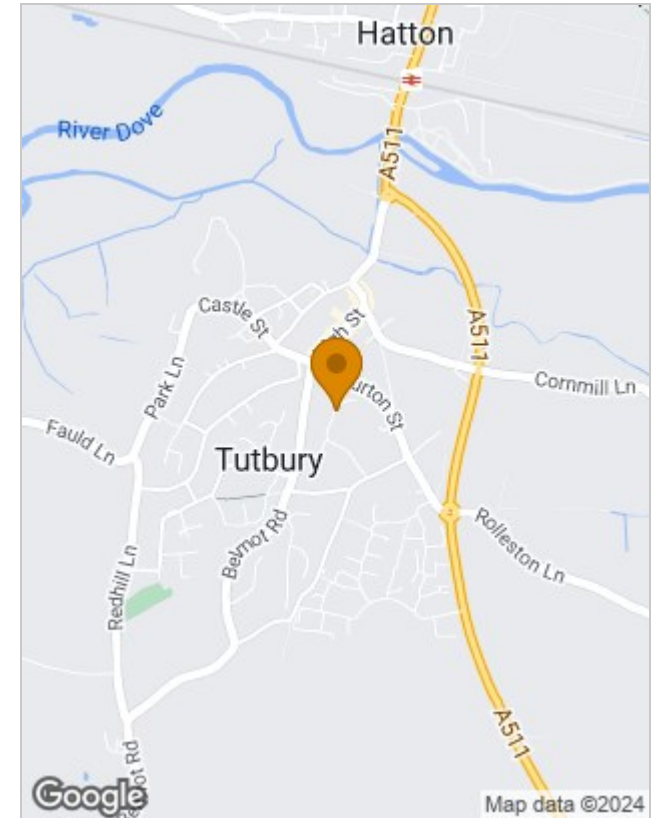 Hatton
River Dove
A511
Castle St
Park Ln
A511
Cornmill Ln
Fauld Ln
Tutbury
Belmot Rd
Rolleston Ln
Redhill Ln
A511
Rd
Google
Map data ©2024